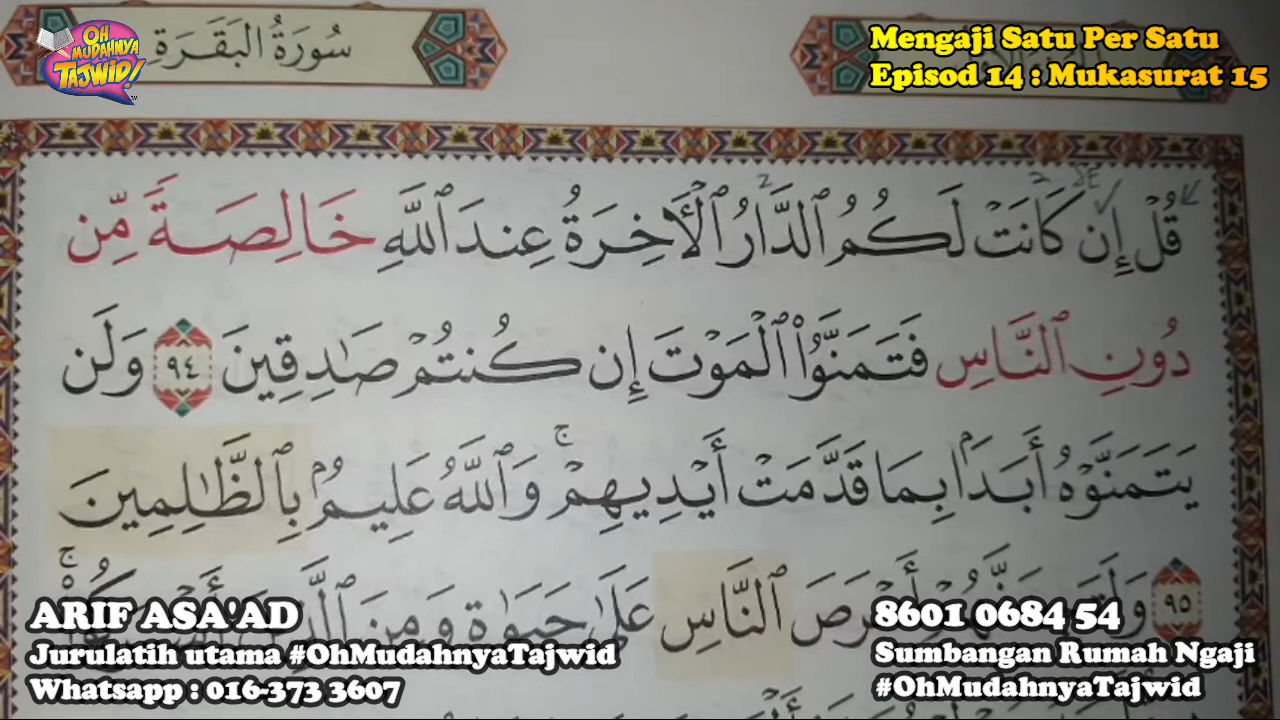 OH MUDAHNYA TAJWID!
سُورَةُ البَقَرَةِ
Mengaji Satu Per Satu
Episod 14 : Mukasurat 15
قُلْ إِن كَانَتْ لَكُمُ ٱلدَّارُ ٱلْأَخِرَةُ عِندَ ٱللَّهِ خَالِصَةً مِّن
دُونِ ٱلنَّاسِ فَتَمَنَّوُا۟ ٱلْمَوْتَ إِن كُنتُمْ صَٰدِقِينَ ٩٤ وَلَن
يَتَمَنَّوْهُ أَبَدًۢا بِمَا قَدَّمَتْ أَيْدِيهِمْ ۚ وَٱللَّهُ عَلِيمٌۢ بِٱلظَّٰلِمِينَ
٩٥ أَحْرَصَ ٱلنَّاسِ عَلَىٰ حَيَوٰةٍ وَمِنَ
ARIF ASA'AD
Jurulatih utama #OhMudahnyaTajwid
Whatsapp : 016-373 3607
8601 0684 54
Sumbangan Rumah Ngaji
#OhMudahnyaTajwid